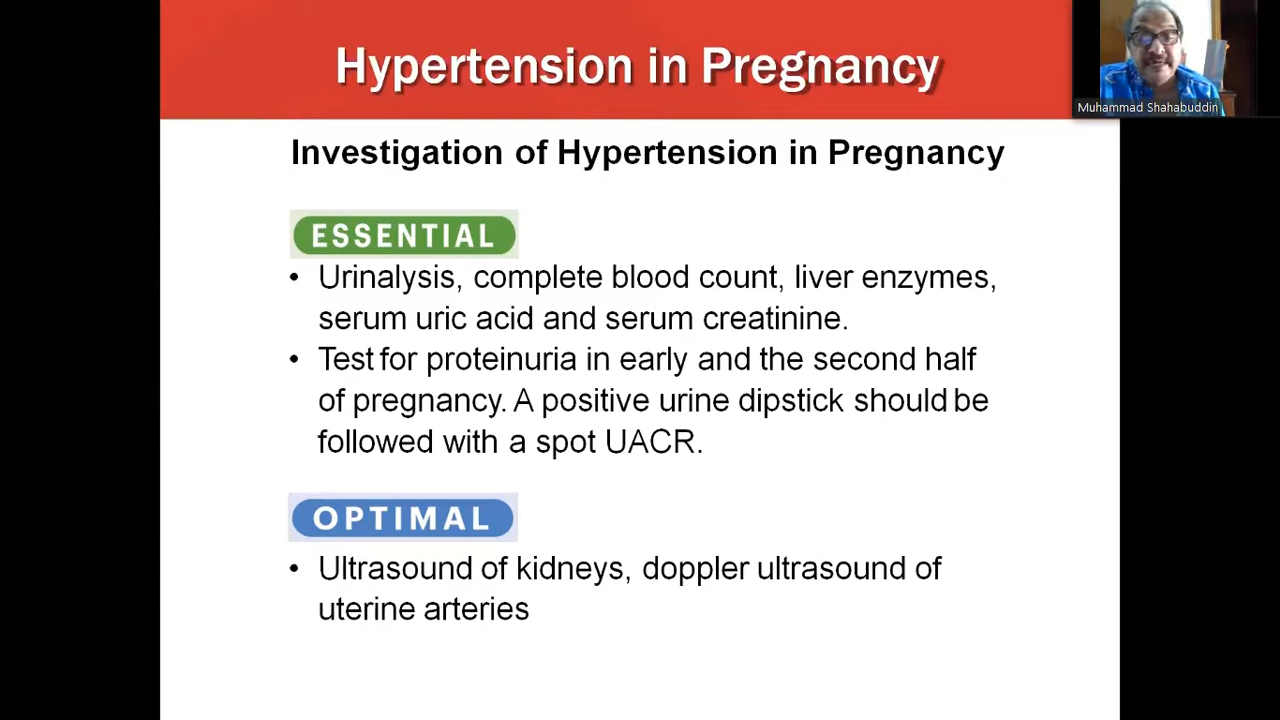 Hypertension in Pregnancy
Muhammad Shahabuddin
Investigation of Hypertension in Pregnancy
ESSENTIAL
• Urinalysis, complete blood count, liver enzymes,
serum uric acid and serum creatinine.
• Test for proteinuria in early and the second half
of pregnancy. A positive urine dipstick should be
followed with a spot UACR.
OPTIMAL
• Ultrasound of kidneys, doppler ultrasound of
uterine arteries